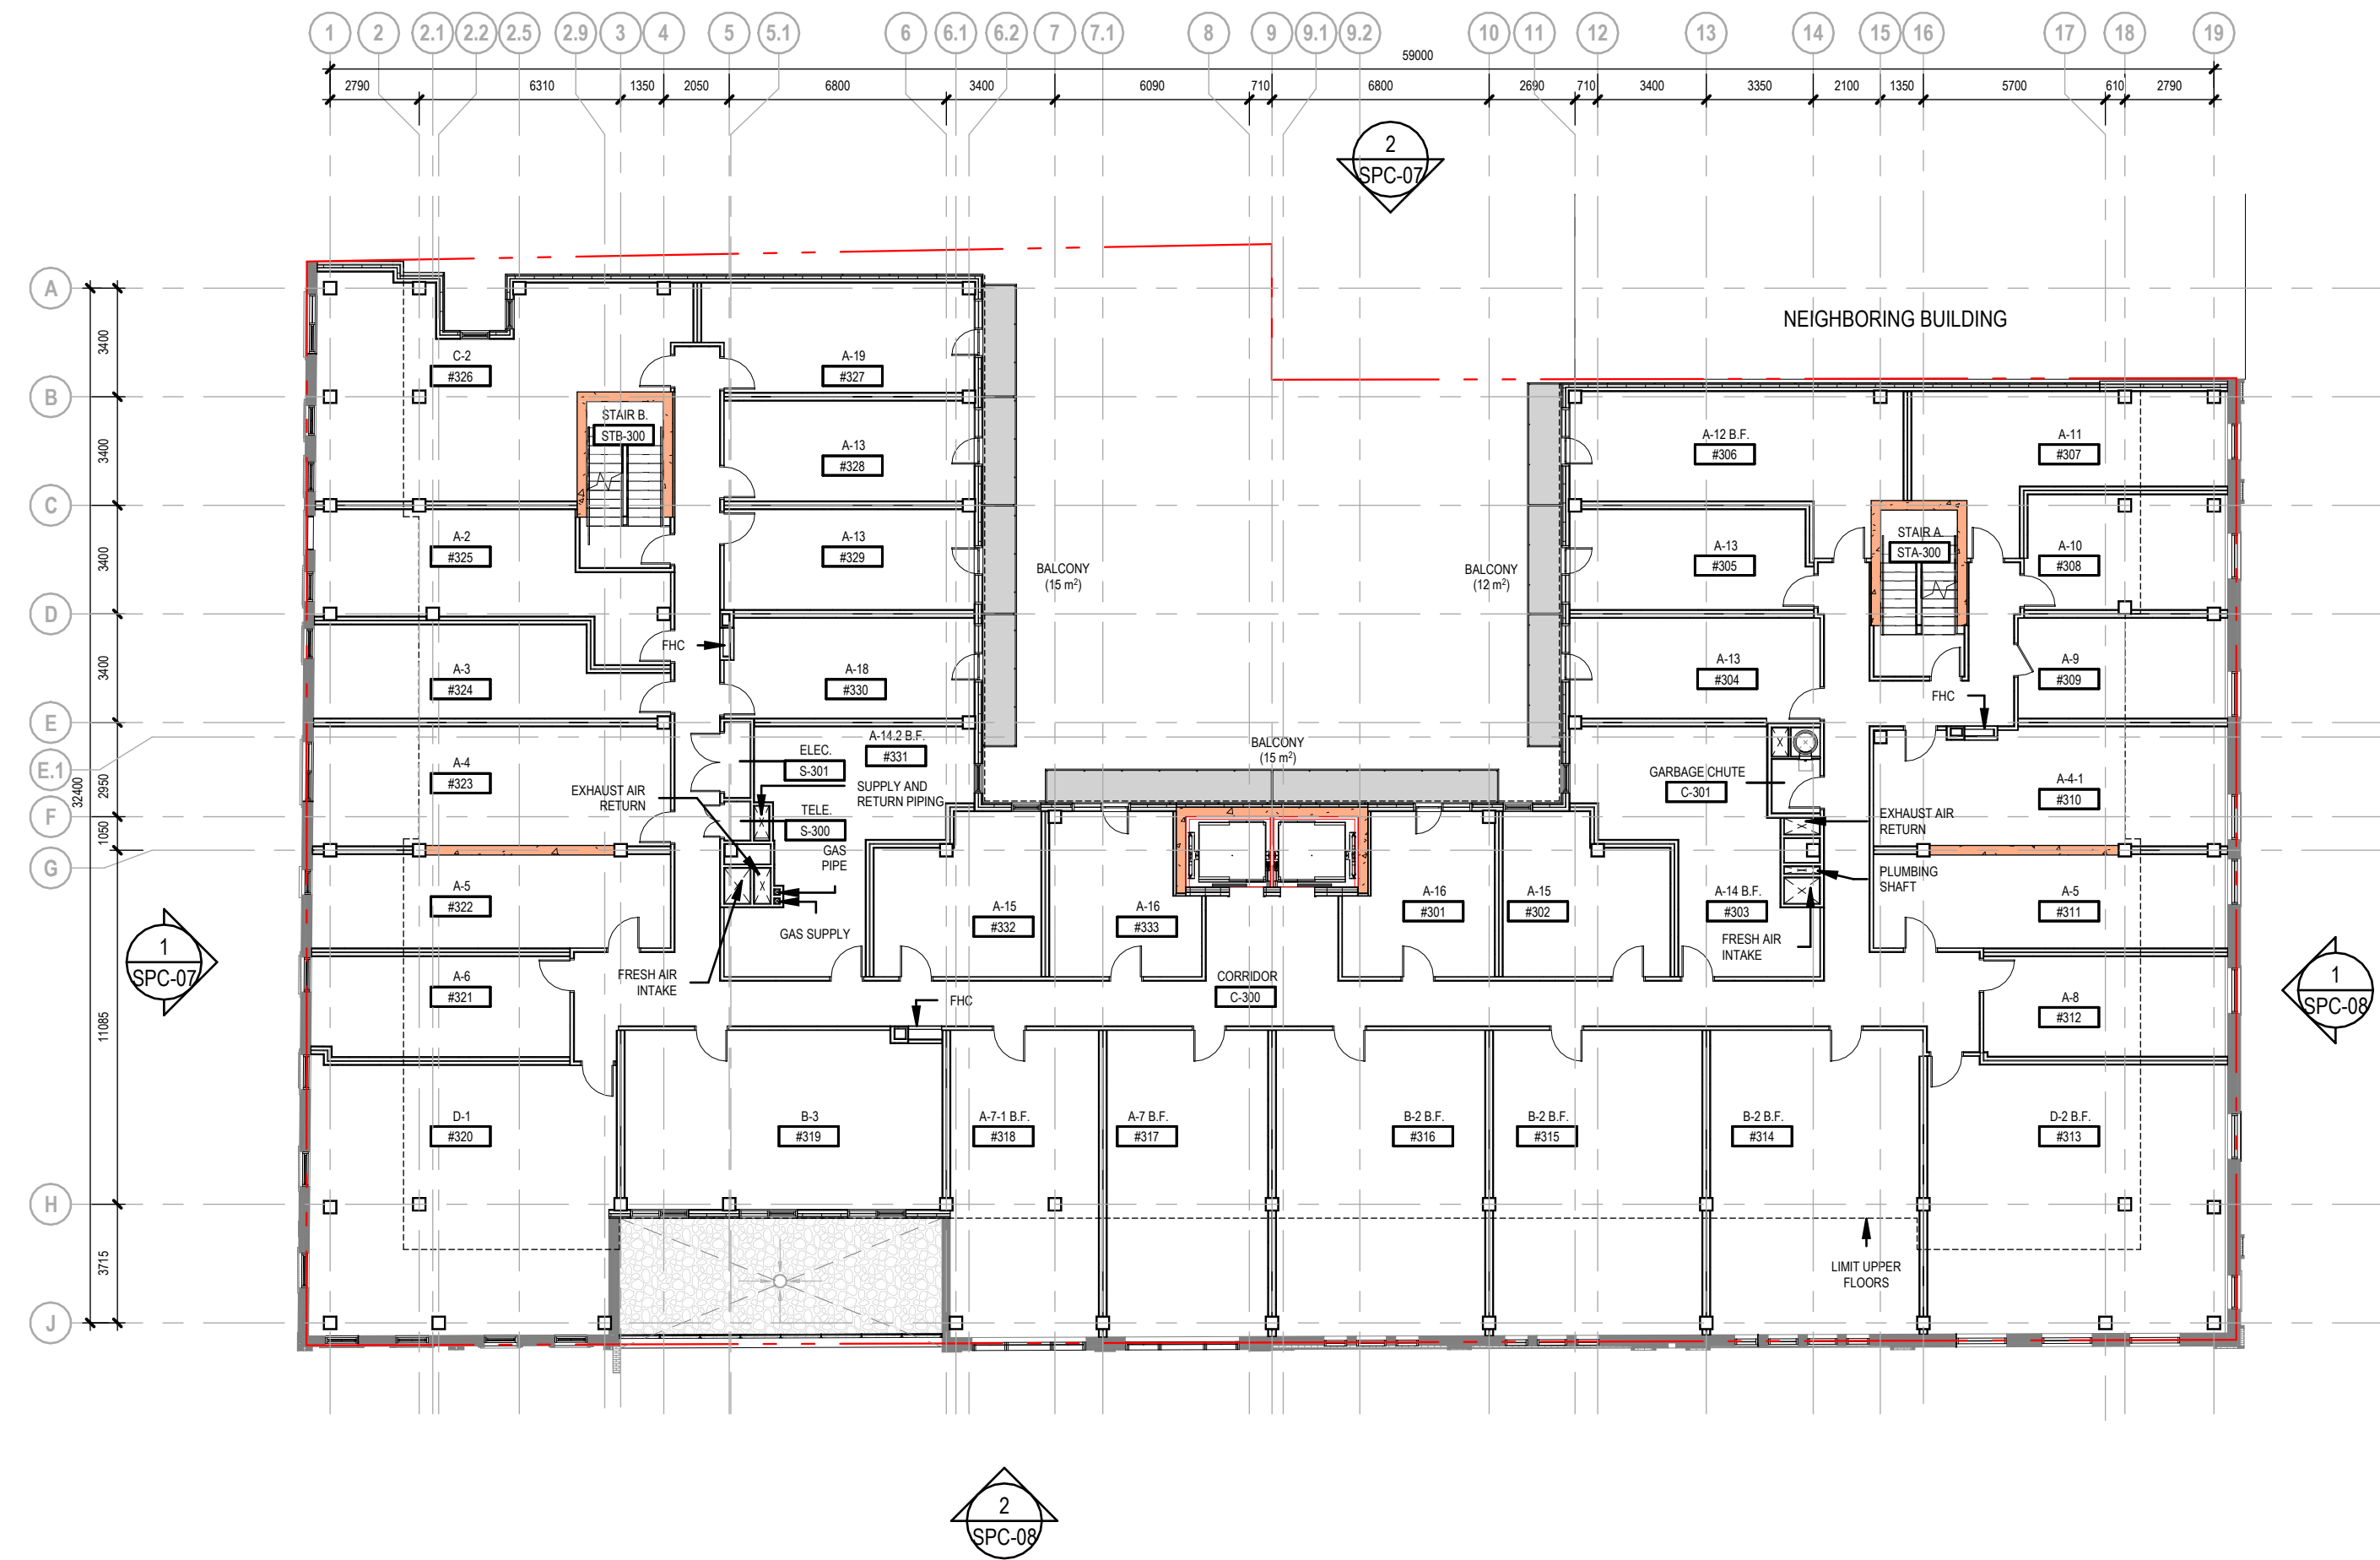 1 2 2.1 2.2 2.5 2.9 3 4 5 5.1 6 6.1 6.2 7 7.1 8 9 9.1 9.2 10 11 12 13 14 15 16 17 18 19
59000
2790 6310 1350 2050 6800 3400 6090 710 6800 2690 710 3400 3350 2100 1350 5700 610 2790
2
SPC-07
A
B
C
D
E
E.1
F
G
H
J
3400
3400
3400
3400
2950
1050
11085
3715
32400
NEIGHBORING BUILDING
C-2
#326
A-19
#327
STAIR B.
STB-300
A-13
#328
A-12 B.F.
#306
A-11
#307
A-2
#325
A-13
#329
BALCONY
(15 m²)
BALCONY
(12 m²)
A-13
#305
STAIR A.
STA-300
A-10
#308
FHC
A-3
#324
A-18
#330
A-13
#304
A-9
#309
FHC
A-4
#323
ELEC.
S-301
A-14.2 B.F.
#331
EXHAUST AIR
RETURN
SUPPLY AND
RETURN PIPING
TELE.
S-300
GAS
PIPE
BALCONY
(15 m²)
GARBAGE CHUTE
C-301
A-4-1
#310
EXHAUST AIR
RETURN
PLUMBING
SHAFT
A-5
#322
GAS SUPPLY
A-15
#332
A-16
#333
A-16
#301
A-15
#302
A-14 B.F.
#303
FRESH AIR
INTAKE
A-5
#311
1
SPC-07
A-6
#321
FRESH AIR
INTAKE
FHC
CORRIDOR
C-300
A-8
#312
1
SPC-08
D-1
#320
B-3
#319
A-7-1 B.F.
#318
A-7 B.F.
#317
B-2 B.F.
#316
B-2 B.F.
#315
B-2 B.F.
#314
D-2 B.F.
#313
LIMIT UPPER
FLOORS
2
SPC-08